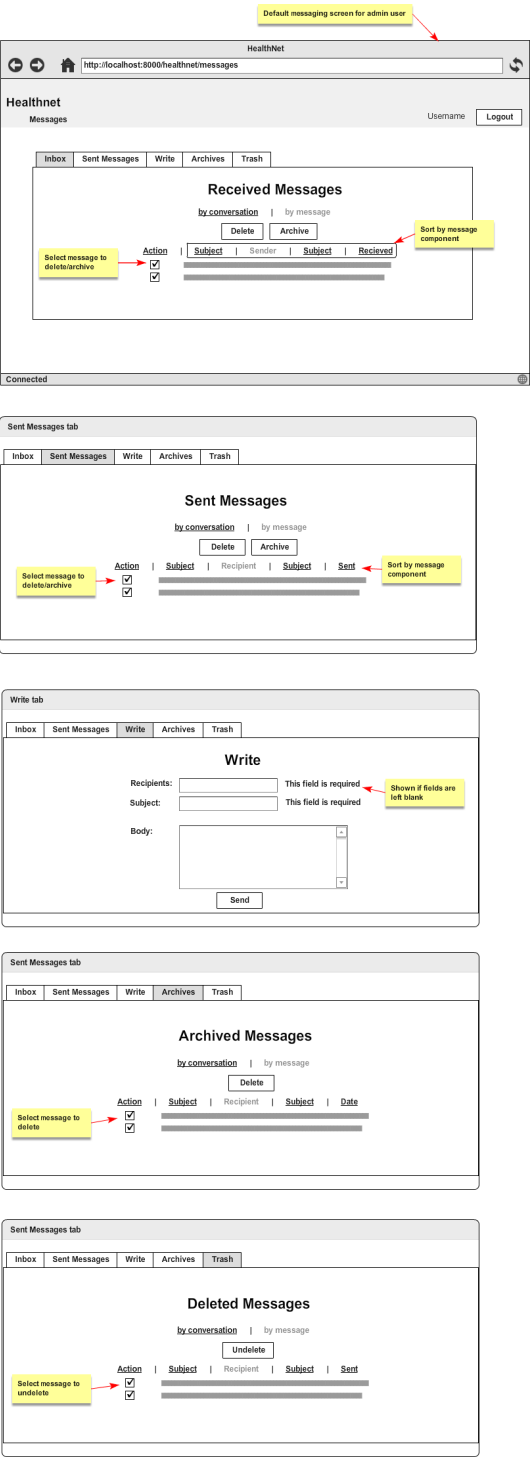 Default messaging screen for admin user
HealthNet
http://localhost:8000/healthnet/messages
Healthnet
Messages
Username
Logout
Inbox Sent Messages Write Archives Trash
Received Messages
by conversation | by message
Delete Archive
Sort by message
component
Action | Subject | Sender | Subject | Recieved
Select message to
delete/archive
Connected
Sent Messages tab
Inbox Sent Messages Write Archives Trash
Sent Messages
by conversation | by message
Delete Archive
Action | Subject | Recipient | Subject | Sent
Sort by message
component
Select message to
delete/archive
Write tab
Inbox Sent Messages Write Archives Trash
Write
Recipients: This field is required
Subject: This field is required
Shown if fields are
left blank
Body:
Send
Sent Messages tab
Inbox Sent Messages Write Archives Trash
Archived Messages
by conversation | by message
Delete
Action | Subject | Recipient | Subject | Date
Select message to
delete
Sent Messages tab
Inbox Sent Messages Write Archives Trash
Deleted Messages
by conversation | by message
Undelete
Action | Subject | Recipient | Subject | Sent
Select message to
undelete